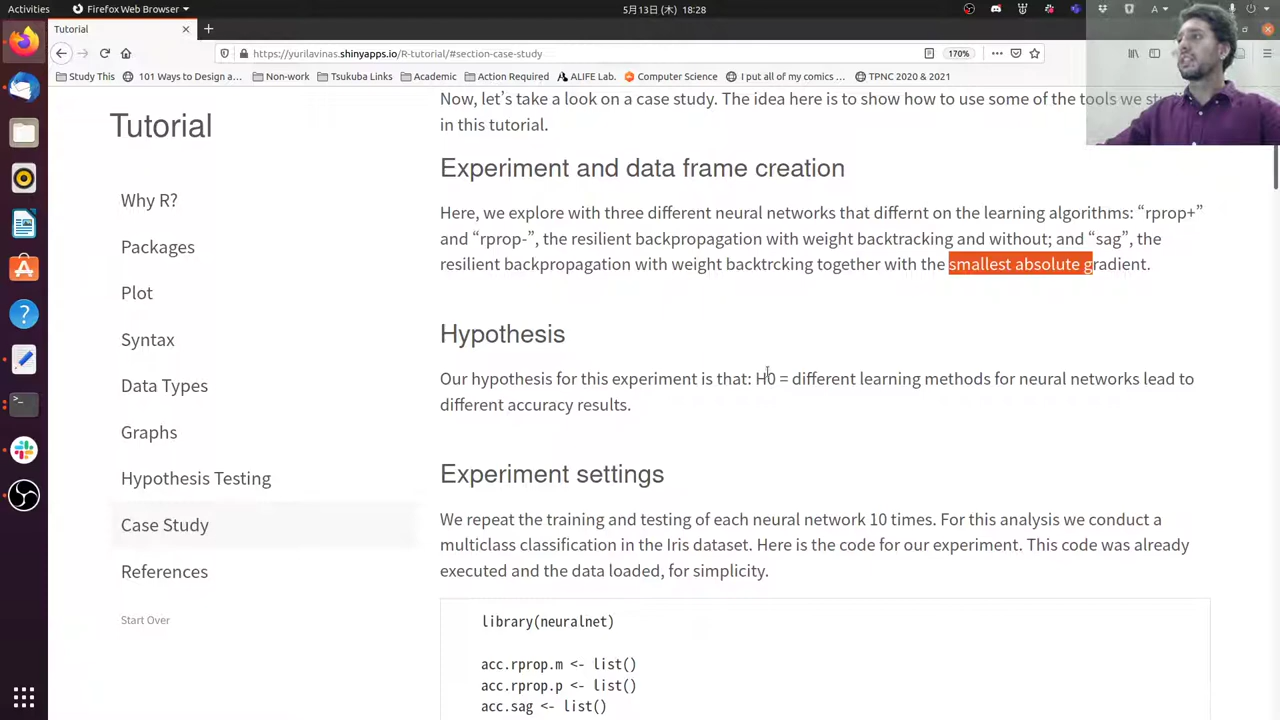 Activities
Firefox Web Browser
5月13日 (木) 18:28
A
Tutorial
https://yurilavinas.shinyapps.io/R-tutorial/#section-case-study
170%
Study This
101 Ways to Design a…
Non-work
Tsukuba Links
Academic
Action Required
ALIFE Lab.
Computer Science
I put all of my comics …
TPNC 2020 & 2021
Tutorial
Why R?
Packages
Plot
Syntax
Data Types
Graphs
Hypothesis Testing
Case Study
References
Start Over
Now, let's take a look on a case study. The idea here is to show how to use some of the tools we
in this tutorial.
Experiment and data frame creation
Here, we explore with three different neural networks that differnt on the learning algorithms: “rprop+”
and “rprop-”, the resilient backpropagation with weight backtracking and without; and “sag”, the
resilient backpropagation with weight backtrcking together with the smallest absolute gradient.
Hypothesis
Our hypothesis for this experiment is that: H0 = different learning methods for neural networks lead to
different accuracy results.
Experiment settings
We repeat the training and testing of each neural network 10 times. For this analysis we conduct a
multiclass classification in the Iris dataset. Here is the code for our experiment. This code was already
executed and the data loaded, for simplicity.
library(neuralnet)
acc.rprop.m <- list()
acc.rprop.p <- list()
acc.sag <- list()